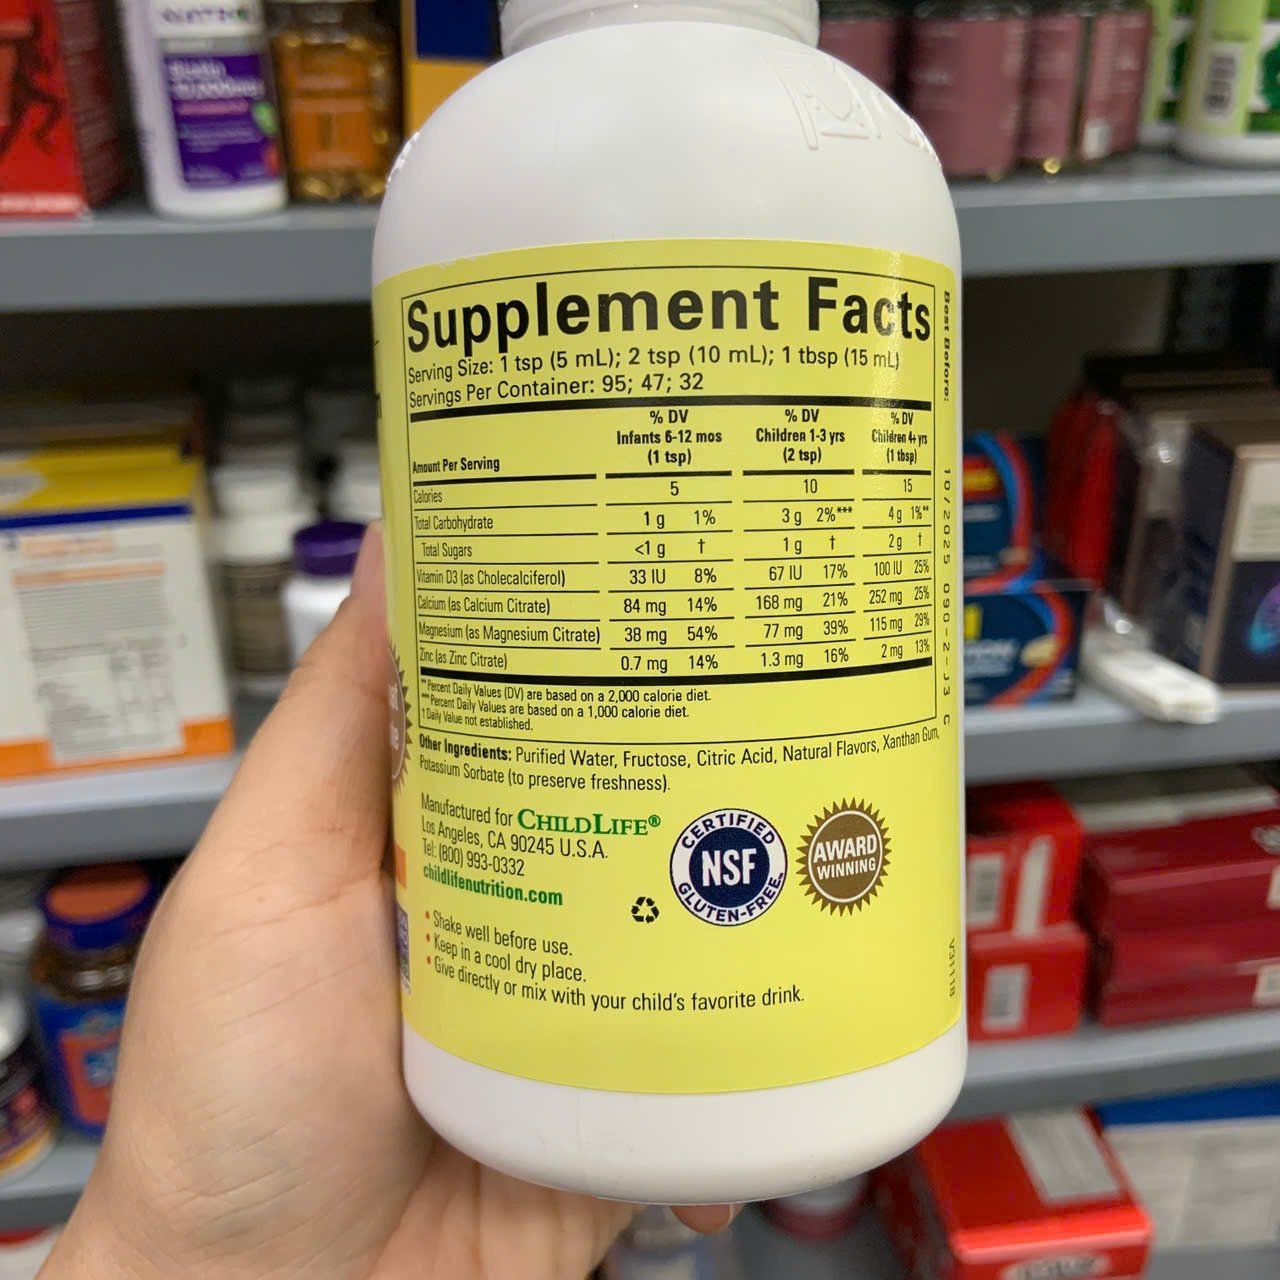 Supplement Facts
Serving Size: 1 tsp (5 mL); 2 tsp (10 mL); 1 tbsp (15 mL)
Servings Per Container: 95; 47; 32
% DV % DV % DV
Infants 6-12 mos Children 1-3 yrs Children 4+ yrs
Amount Per Serving (1 tsp) (2 tsp) (1 tbsp)
Calories 5 10 15
Total Carbohydrate 1 g 1% 3 g 2%*** 4 g 1%**
Total Sugars <1 g † 1 g † 2 g †
Vitamin D3 (as Cholecalciferol) 33 IU 8% 67 IU 17% 100 IU 25%
Calcium (as Calcium Citrate) 84 mg 14% 168 mg 21% 252 mg 25%
Magnesium (as Magnesium Citrate) 38 mg 54% 77 mg 39% 115 mg 29%
Zinc (as Zinc Citrate) 0.7 mg 14% 1.3 mg 16% 2 mg 13%
** Percent Daily Values (DV) are based on a 2,000 calorie diet.
*** Percent Daily Values are based on a 1,000 calorie diet.
† Daily Value not established.
Other Ingredients: Purified Water, Fructose, Citric Acid, Natural Flavors, Xanthan Gum,
Potassium Sorbate (to preserve freshness).
Manufactured for CHILDLIFE®
Los Angeles, CA 90245 U.S.A.
Tel: (800) 993-0332
childlifenutrition.com
CERTIFIED
NSF
GLUTEN-FREE
AWARD
WINNING
• Shake well before use.
• Keep in a cool dry place.
• Give directly or mix with your child's favorite drink.
Best Before: 10/2025 090-2-J3 C
V31118
Biotin